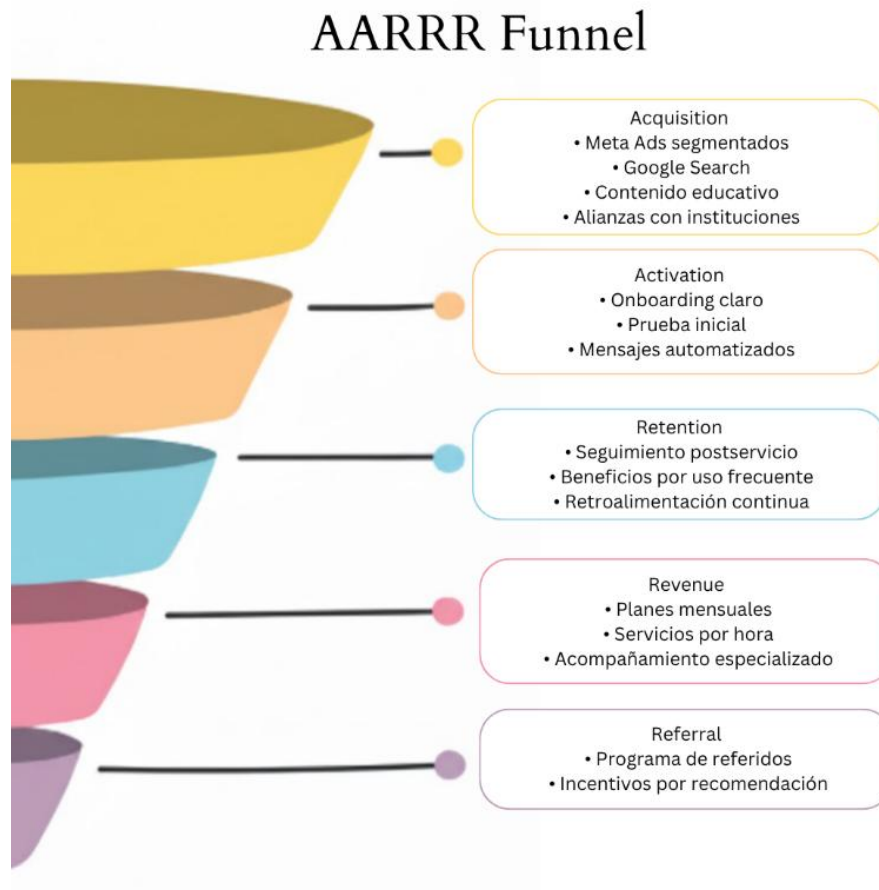 AARRR Funnel
Acquisition
• Meta Ads segmentados
• Google Search
• Contenido educativo
• Alianzas con instituciones
Activation
• Onboarding claro
• Prueba inicial
• Mensajes automatizados
Retention
• Seguimiento postservicio
• Beneficios por uso frecuente
• Retroalimentación continua
Revenue
• Planes mensuales
• Servicios por hora
• Acompañamiento especializado
Referral
• Programa de referidos
• Incentivos por recomendación